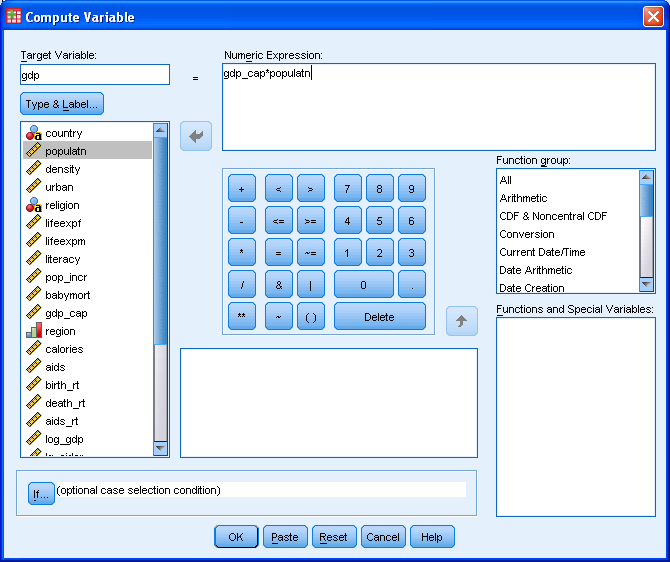 Compute Variable
Target Variable:
gdp
=
Numeric Expression:
gdp_cap*populatn
Type & Label...
country
populatn
density
urban
religion
lifeexpf
lifeexpm
literacy
pop_incr
babymort
gdp_cap
region
calories
aids
birth_rt
death_rt
aids_rt
log_gdp
+ < > 7 8 9
- <= >= 4 5 6
* = ~= 1 2 3
/ & | 0 .
** ~ ( ) Delete
Function group:
All
Arithmetic
CDF & Noncentral CDF
Conversion
Current Date/Time
Date Arithmetic
Date Creation
Functions and Special Variables:
If... (optional case selection condition)
OK Paste Reset Cancel Help